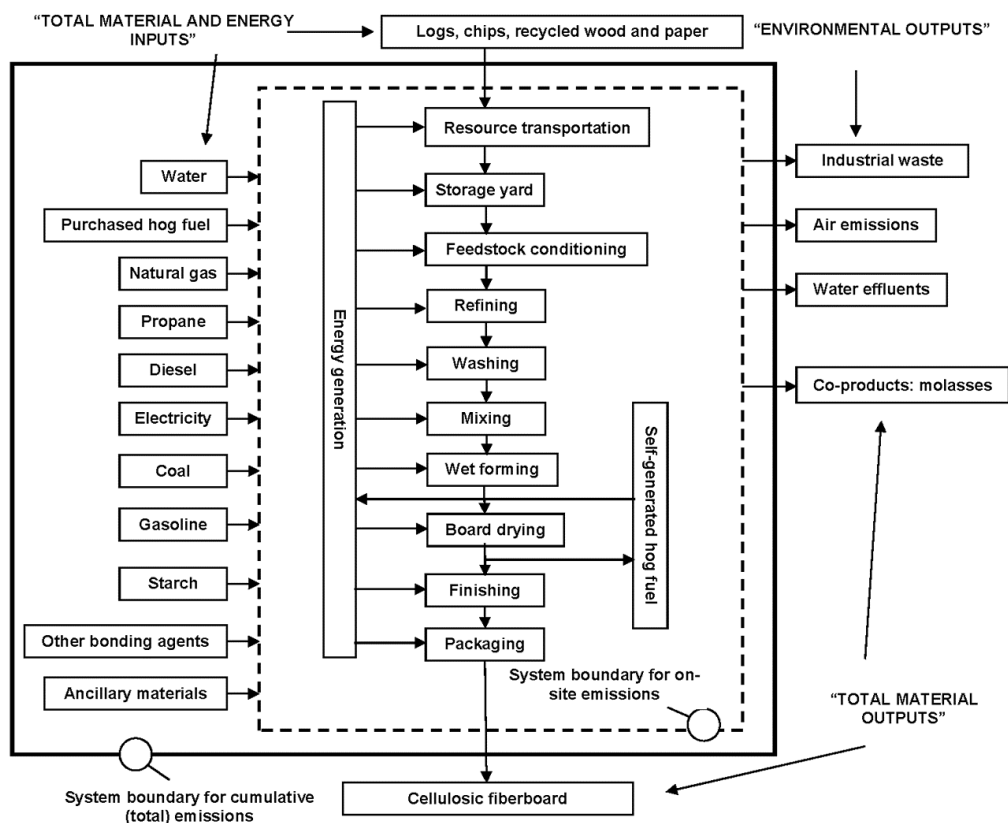 “TOTAL MATERIAL AND ENERGY
INPUTS”
Logs, chips, recycled wood and paper
“ENVIRONMENTAL OUTPUTS”
Resource transportation
Industrial waste
Water
Storage yard
Purchased hog fuel
Air emissions
Feedstock conditioning
Natural gas
Water effluents
Refining
Propane
Energy generation
Washing
Diesel
Co-products: molasses
Mixing
Electricity
Self-generated hog fuel
Wet forming
Coal
Gasoline
Board drying
Starch
Finishing
Other bonding agents
Packaging
Ancillary materials
System boundary for on-
site emissions
“TOTAL MATERIAL
OUTPUTS”
System boundary for cumulative
(total) emissions
Cellulosic fiberboard